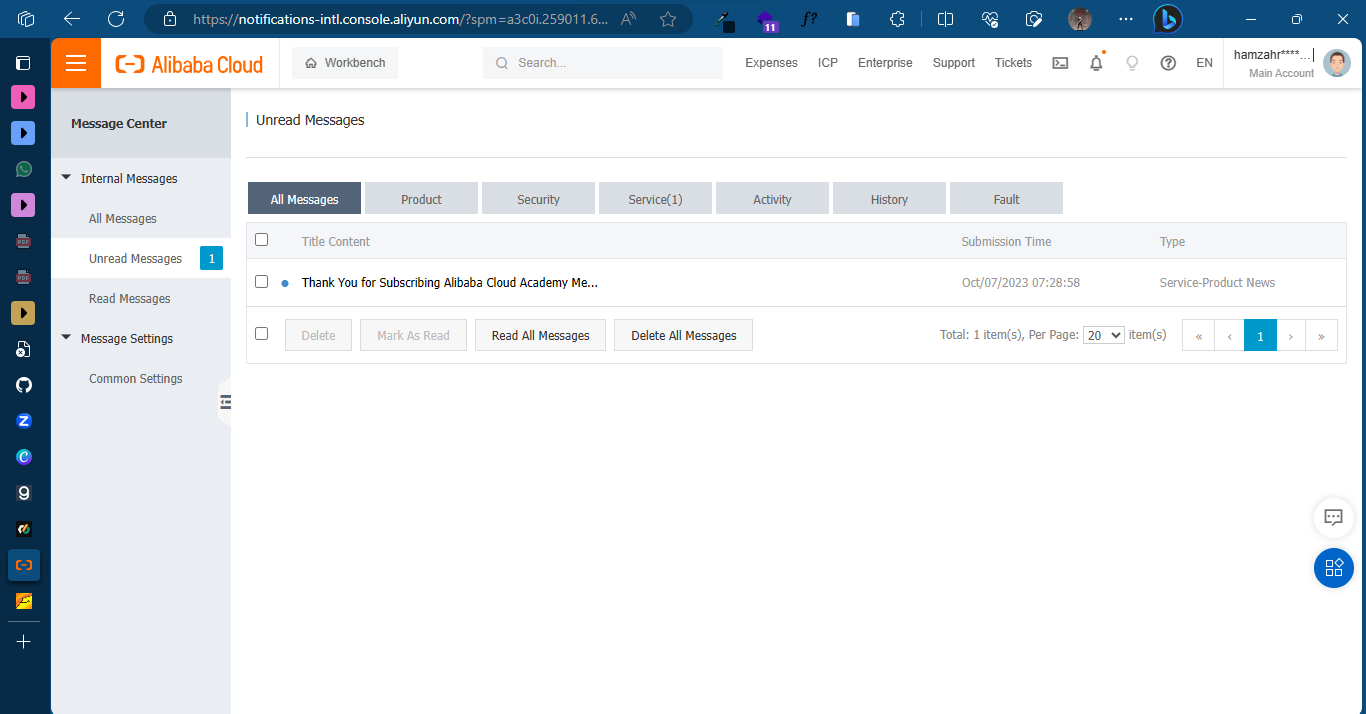 https://notifications-intl.console.aliyun.com/?spm=a3c0i.259011.6...
A
f?
11
Alibaba Cloud
Workbench
Search...
Expenses
ICP
Enterprise
Support
Tickets
EN
hamzahr****...
Main Account
Message Center
Internal Messages
All Messages
Unread Messages
1
Read Messages
Message Settings
Common Settings
Unread Messages
All Messages
Product
Security
Service(1)
Activity
History
Fault
Title Content
Submission Time
Type
Thank You for Subscribing Alibaba Cloud Academy Me...
Oct/07/2023 07:28:58
Service-Product News
Delete
Mark As Read
Read All Messages
Delete All Messages
Total: 1 item(s), Per Page: 20 item(s)
« ‹ 1 › »
PDF
PDF
Z
C
9